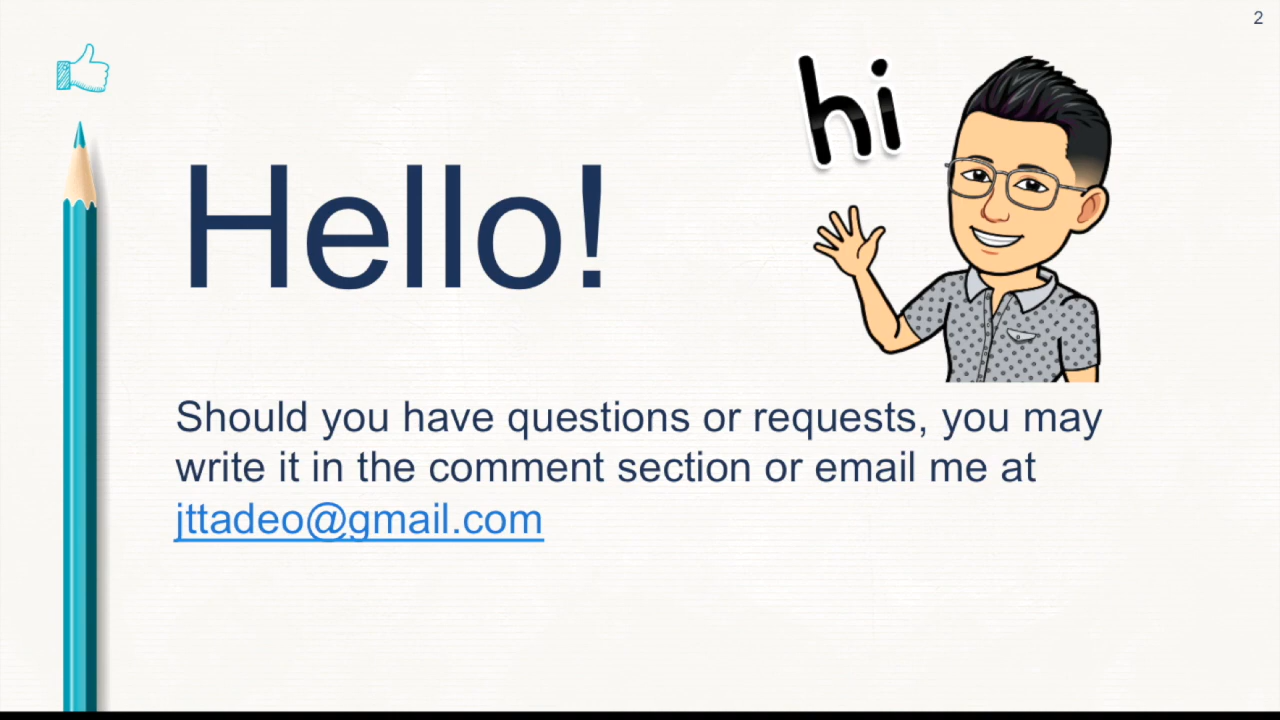 2
hi
Hello!
Should you have questions or requests, you may
write it in the comment section or email me at
jttadeo@gmail.com